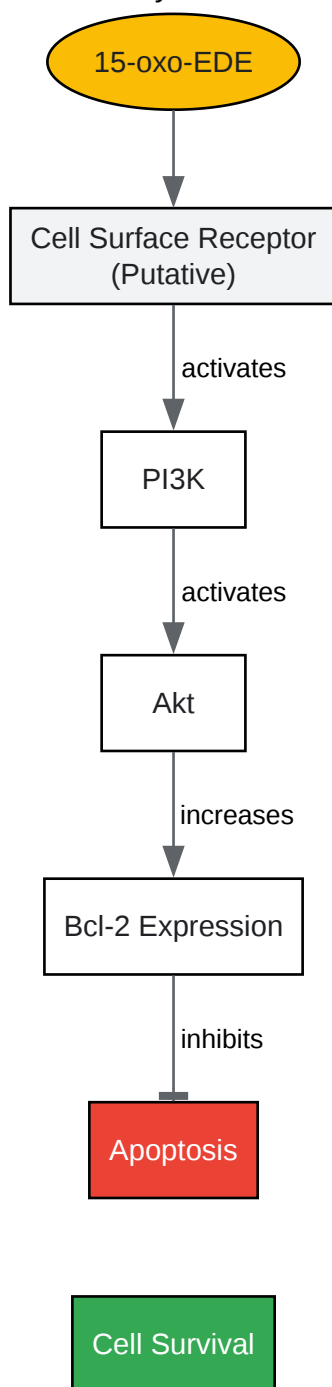 15-oxo-EDE
Cell Surface Receptor
(Putative)
activates
PI3K
activates
Akt
increases
Bcl-2 Expression
inhibits
Apoptosis
Cell Survival